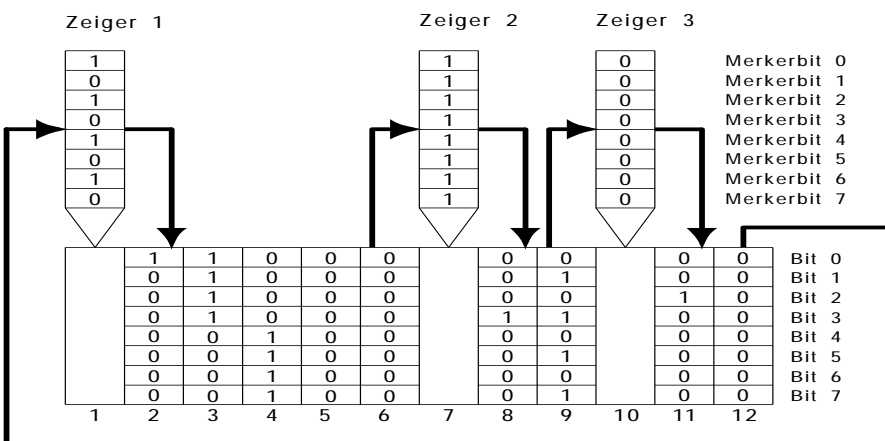 Zeiger 1 Zeiger 2 Zeiger 3
1 1 0 Merkerbit 0
0 1 0 Merkerbit 1
1 1 0 Merkerbit 2
0 1 0 Merkerbit 3
1 1 0 Merkerbit 4
0 1 0 Merkerbit 5
1 1 0 Merkerbit 6
0 1 0 Merkerbit 7
1 1 0 0 0 0 0 0 0 Bit 0
0 1 0 0 0 0 1 0 0 Bit 1
0 1 0 0 0 0 0 1 0 Bit 2
0 1 0 0 0 1 1 0 0 Bit 3
0 0 1 0 0 0 0 0 0 Bit 4
0 0 1 0 0 0 1 0 0 Bit 5
0 0 1 0 0 0 0 0 0 Bit 6
0 0 1 0 0 0 1 0 0 Bit 7
1 2 3 4 5 6 7 8 9 10 11 12